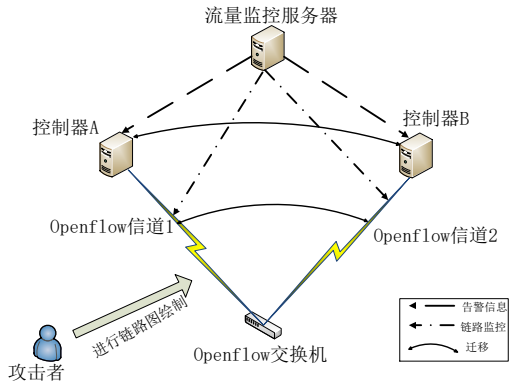 流量监控服务器
控制器A
控制器B
Openflow信道1
Openflow信道2
进行链路图绘制
攻击者
Openflow交换机
告警信息
链路监控
迁移